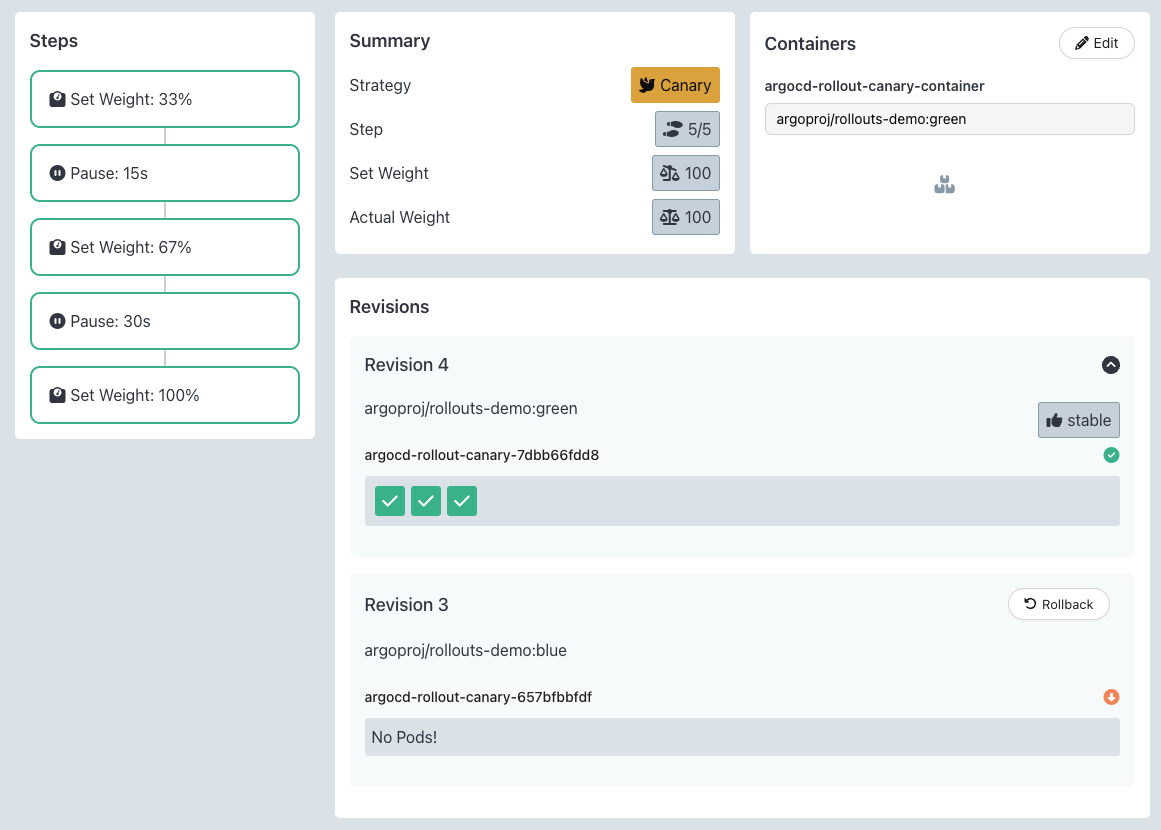 Steps
Set Weight: 33%
Pause: 15s
Set Weight: 67%
Pause: 30s
Set Weight: 100%
Summary
Strategy Canary
Step 5/5
Set Weight 100
Actual Weight 100
Containers Edit
argocd-rollout-canary-container
argoproj/rollouts-demo:green
Revisions
Revision 4
argoproj/rollouts-demo:green
stable
argocd-rollout-canary-7dbb66fdd8
Revision 3 Rollback
argoproj/rollouts-demo:blue
argocd-rollout-canary-657bfbbfdf
No Pods!